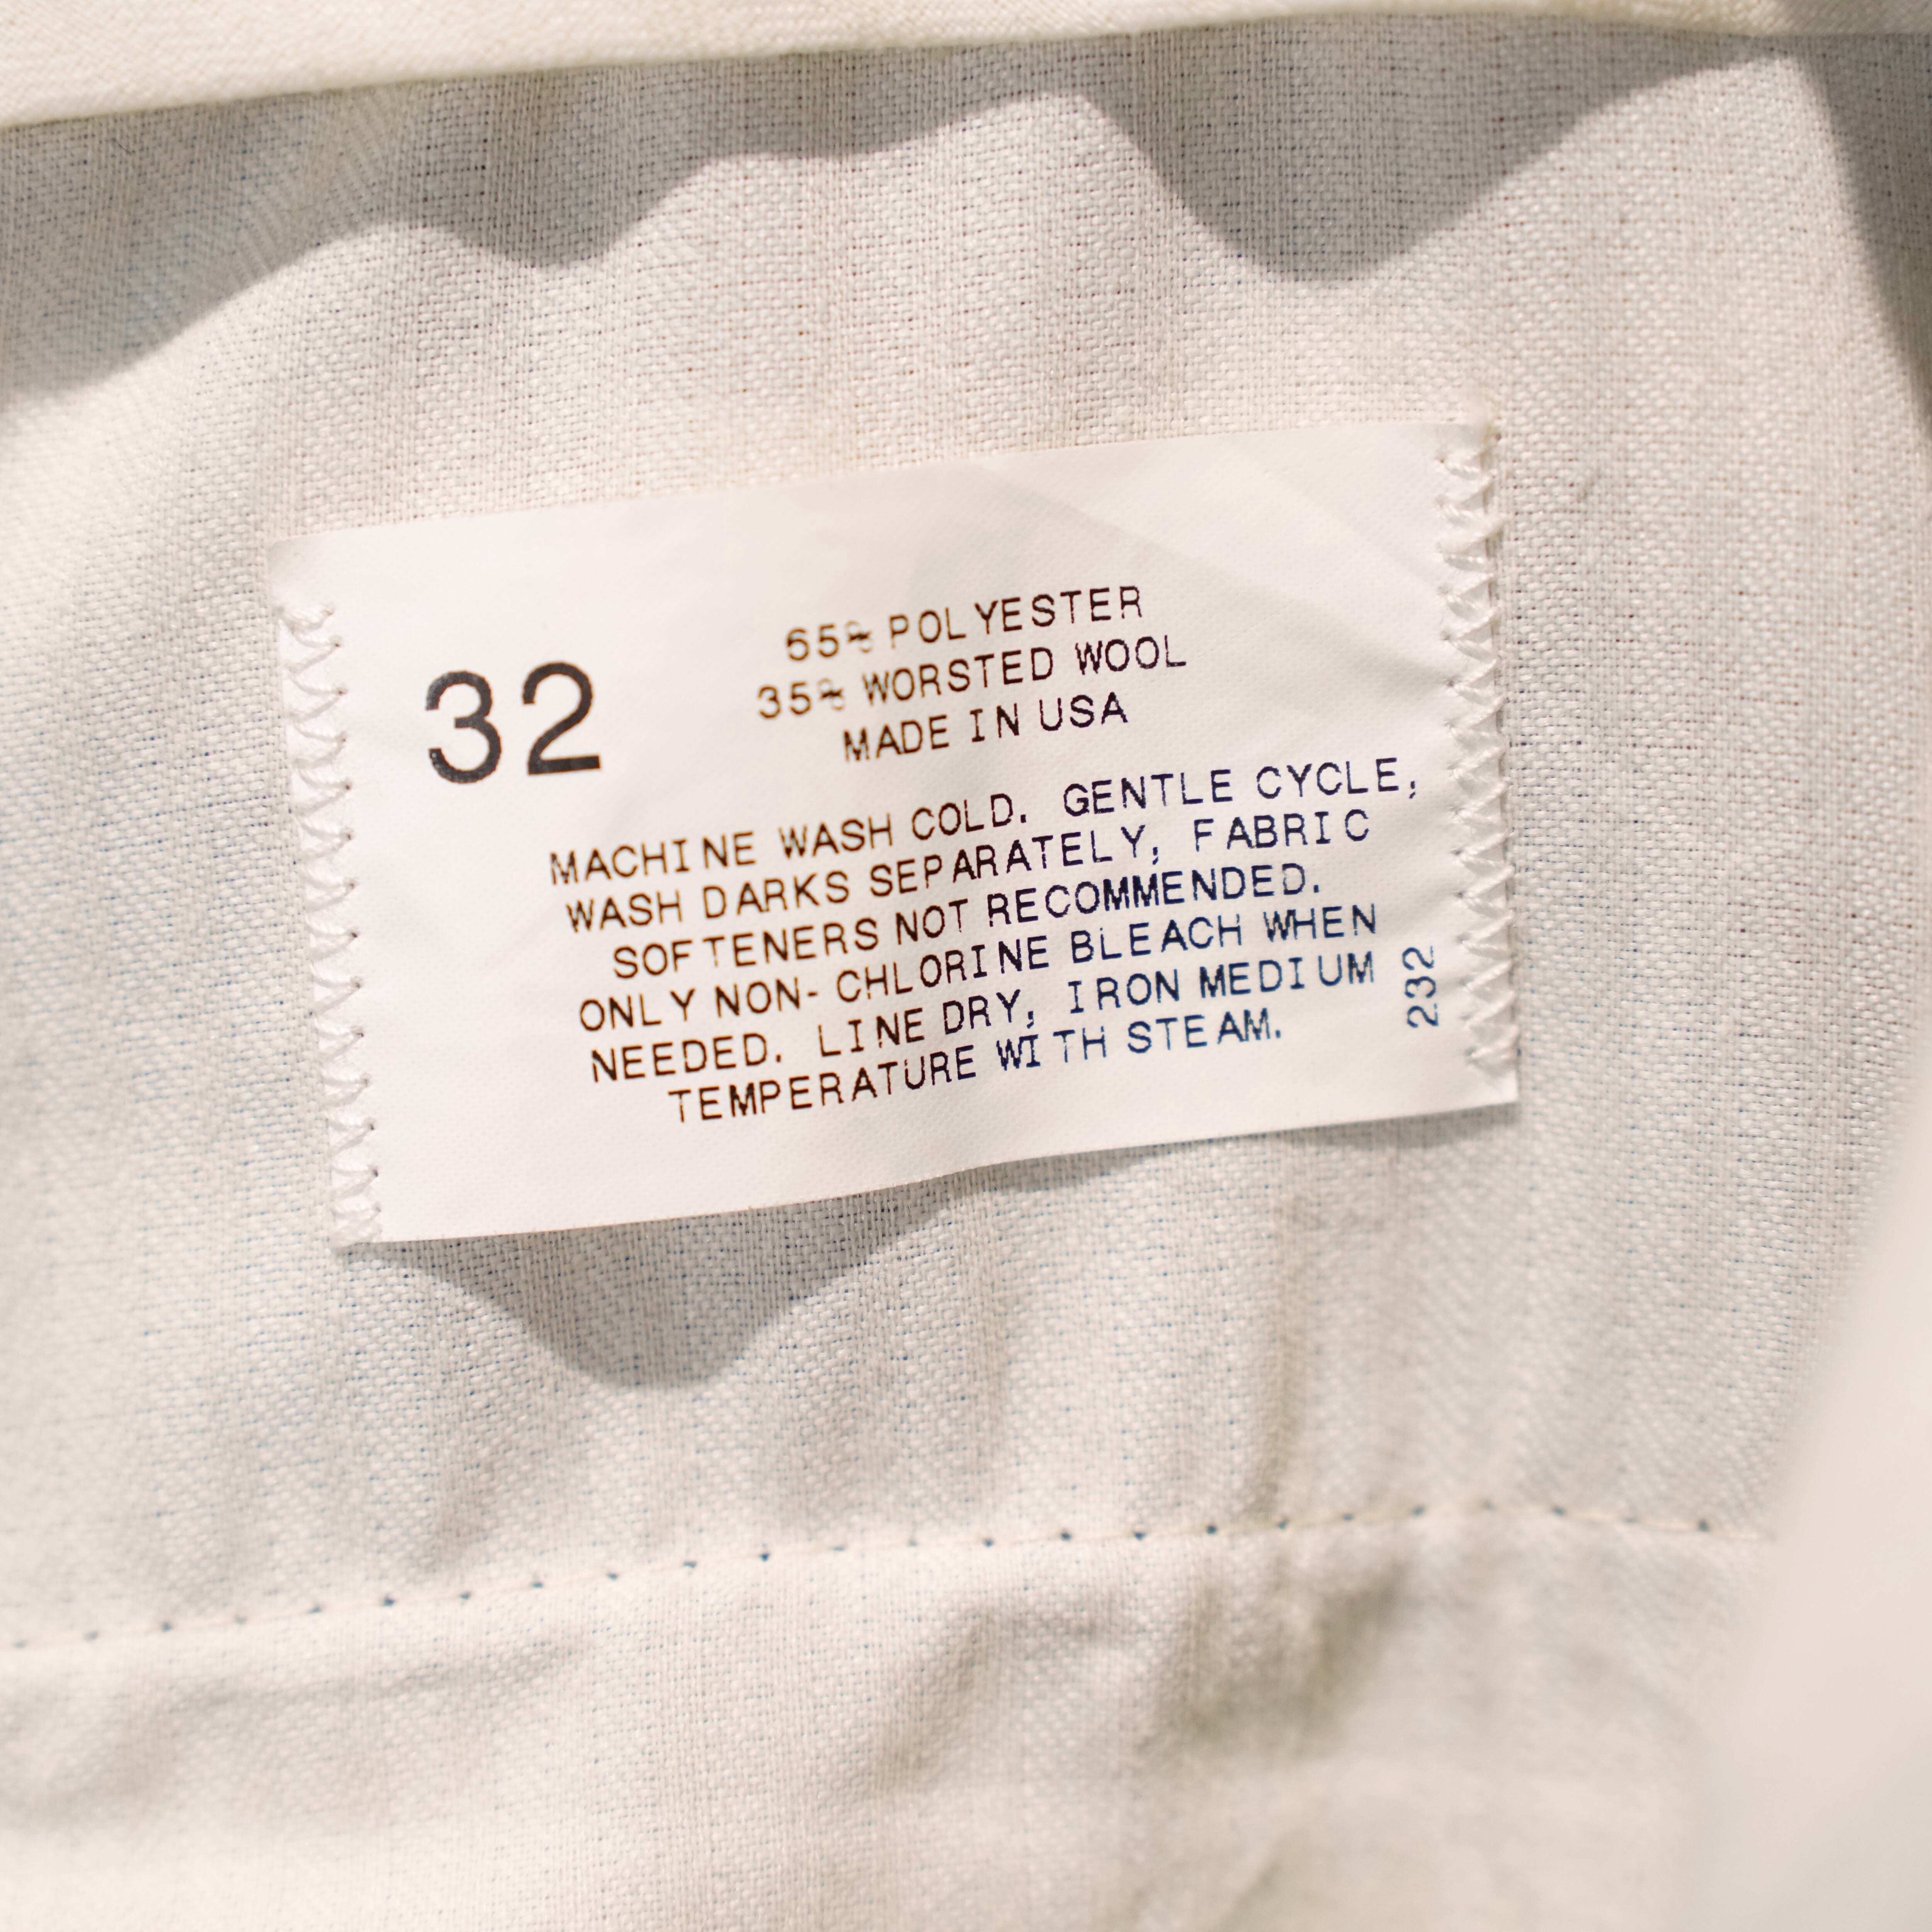 32
65% POLYESTER
35% WORSTED WOOL
MADE IN USA
MACHINE WASH COLD. GENTLE CYCLE,
WASH DARKS SEPARATELY, FABRIC
SOFTENERS NOT RECOMMENDED.
ONLY NON-CHLORINE BLEACH WHEN
NEEDED. LINE DRY, IRON MEDIUM
TEMPERATURE WITH STEAM.
232